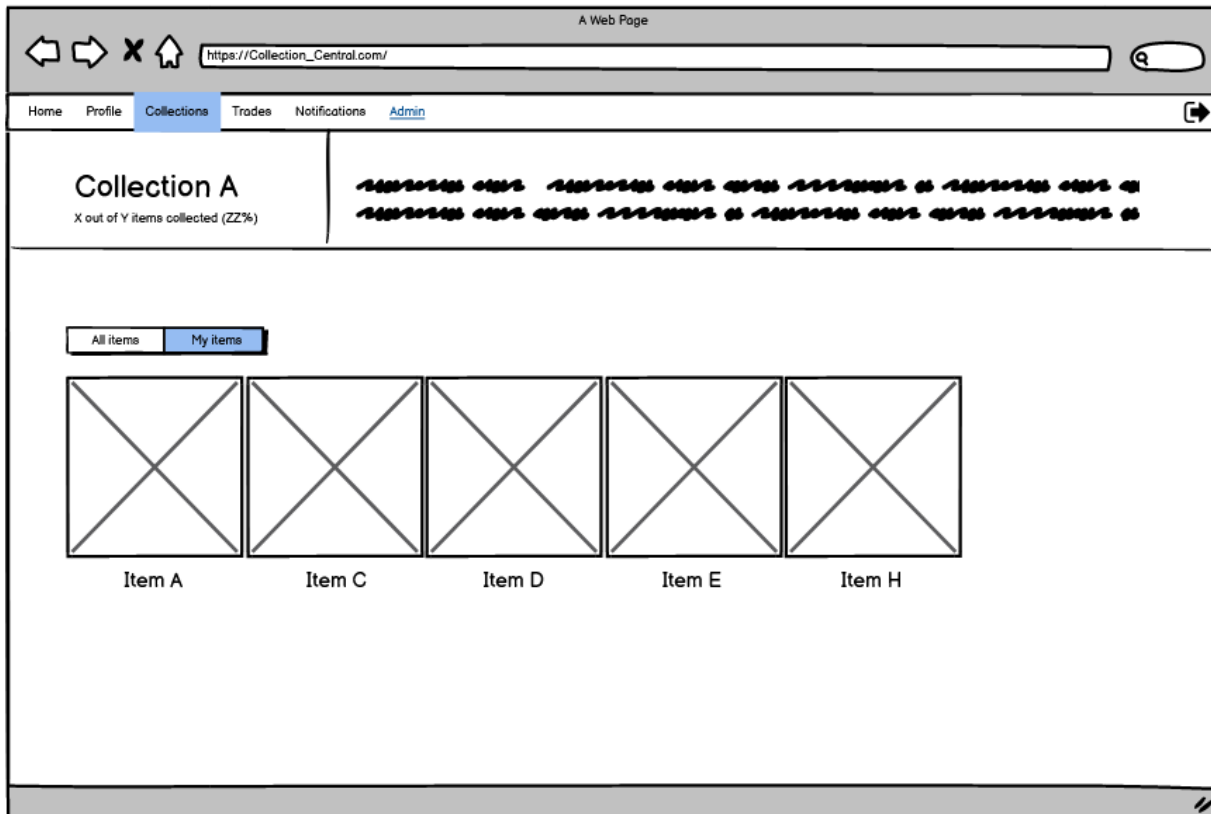 A Web Page
https://Collection_Central.com/
Home Profile Collections Trades Notifications Admin
Collection A
X out of Y items collected (ZZ%)
All items My items
Item A Item C Item D Item E Item H